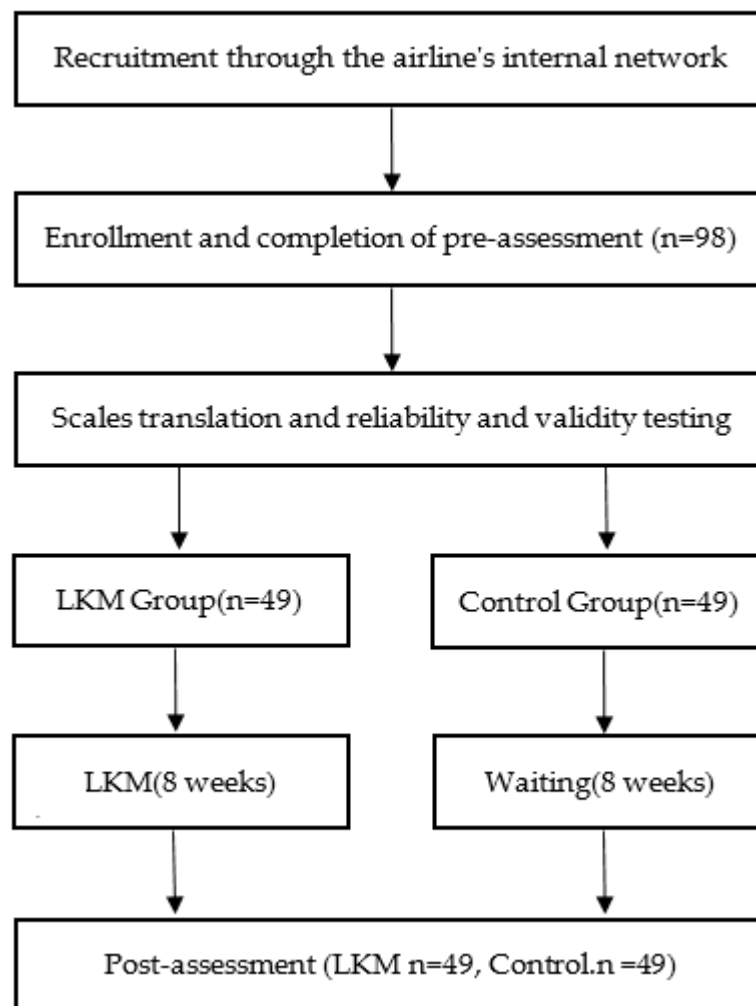 Recruitment through the airline's internal network
Enrollment and completion of pre-assessment (n=98)
Scales translation and reliability and validity testing
LKM Group(n=49)
Control Group(n=49)
LKM(8 weeks)
Waiting(8 weeks)
Post-assessment (LKM n=49, Control.n =49)